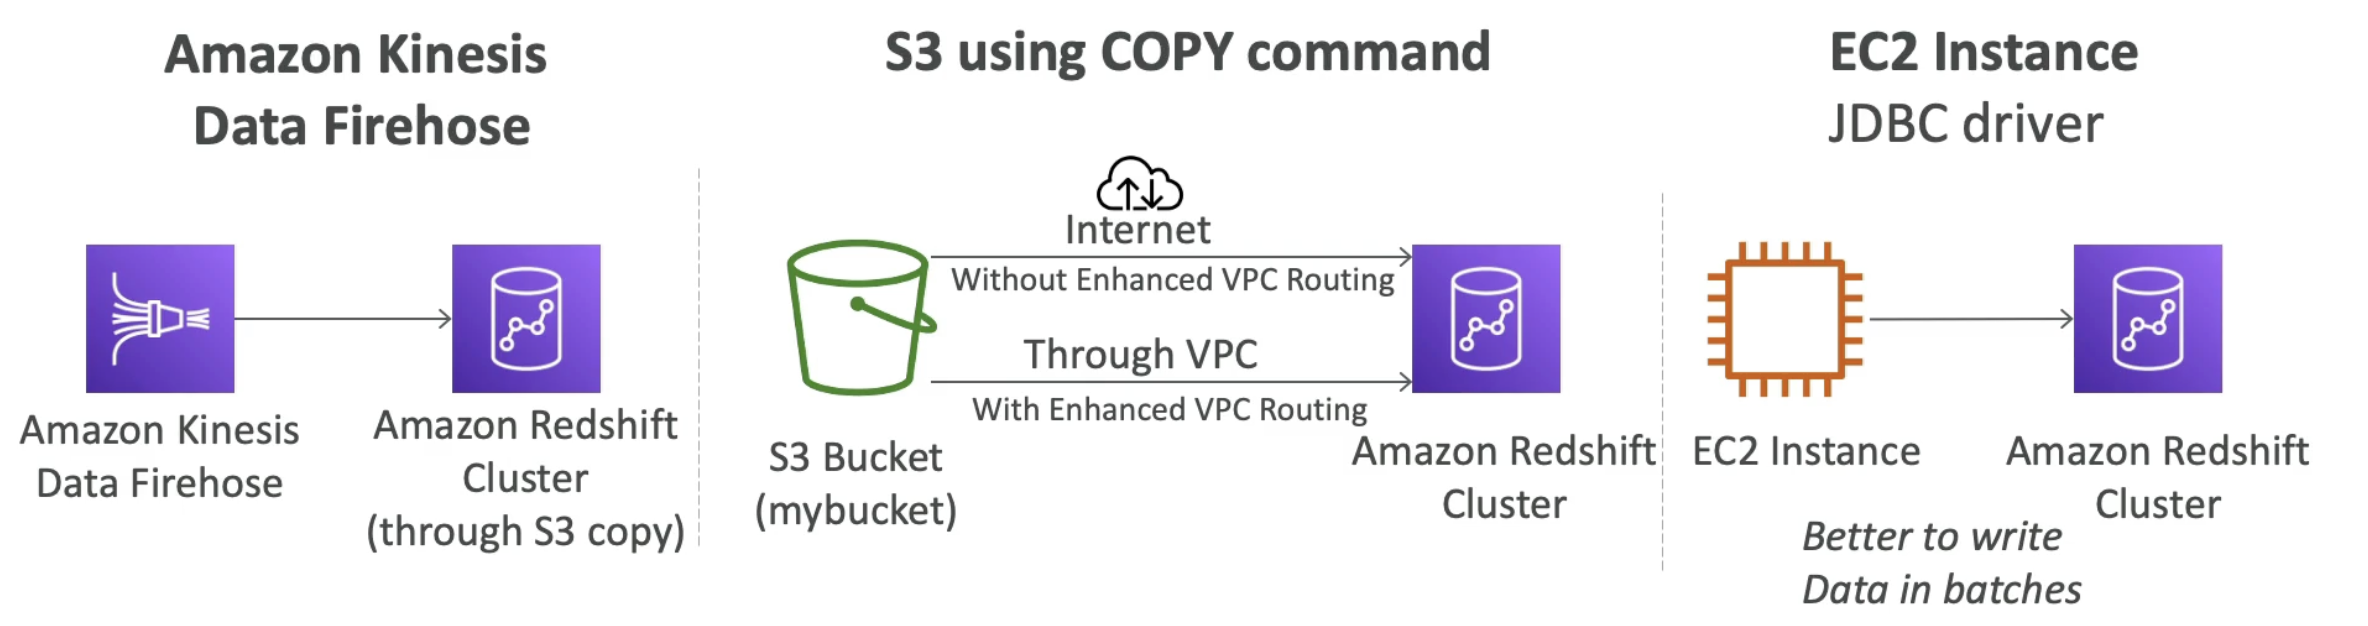 Amazon Kinesis
Data Firehose
Amazon Kinesis
Data Firehose
Amazon Redshift
Cluster
(through S3 copy)
S3 using COPY command
Internet
Without Enhanced VPC Routing
Through VPC
With Enhanced VPC Routing
S3 Bucket
(mybucket)
Amazon Redshift
Cluster
EC2 Instance
JDBC driver
EC2 Instance
Amazon Redshift
Cluster
Better to write
Data in batches